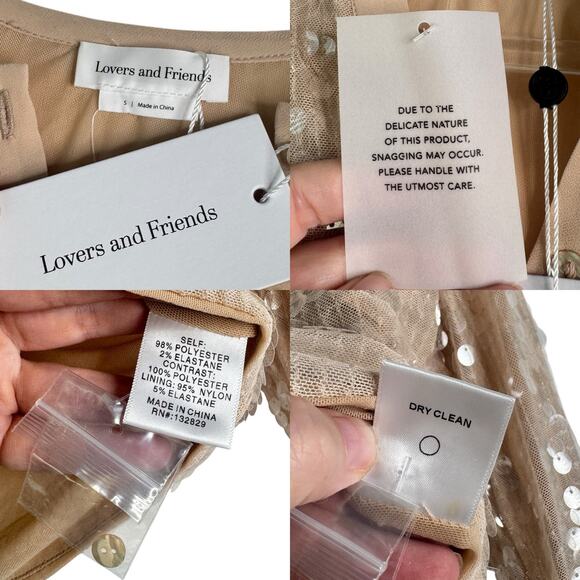 Lovers and Friends
S | Made in China
Lovers and Friends
DUE TO THE
DELICATE NATURE
OF THIS PRODUCT,
SNAGGING MAY OCCUR.
PLEASE HANDLE WITH
THE UTMOST CARE.
SELF:
98% POLYESTER
2% ELASTANE
CONTRAST:
100% POLYESTER
LINING: 95% NYLON
5% ELASTANE
MADE IN CHINA
RN#:132829
DRY CLEAN